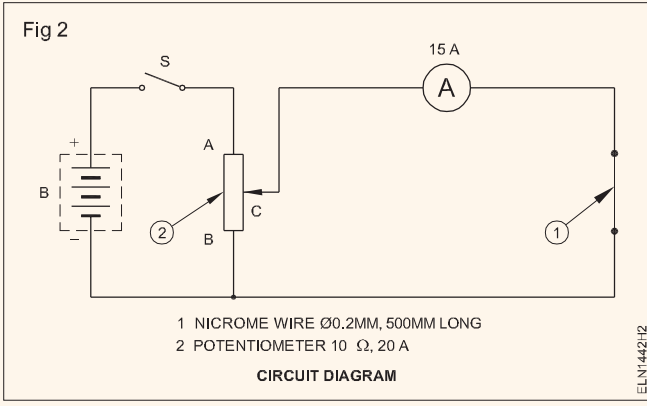 Fig 2
S
15 A
A
A
+
B
C
2
B
1
–
1 NICROME WIRE Ø0.2MM, 500MM LONG
2 POTENTIOMETER 10 Ω, 20 A
CIRCUIT DIAGRAM
ELN1442H2